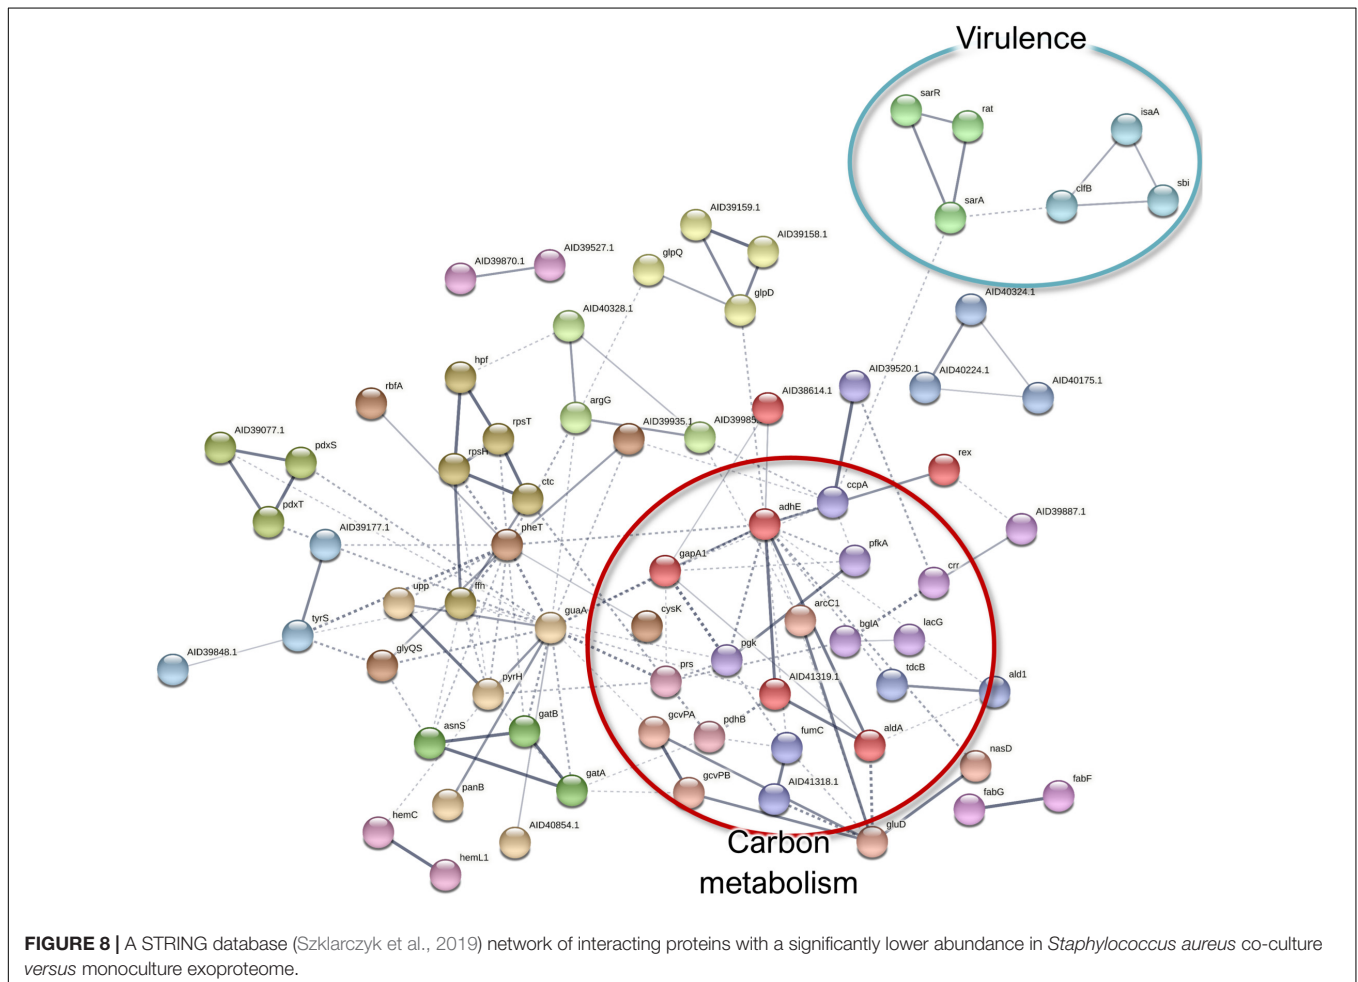 Virulence
sarR
rat
isaA
clfB
sbi
sarA
AID39159.1
AID39158.1
AID39870.1
AID39527.1
glpQ
glpD
AID40324.1
AID40328.1
hpf
AID39520.1
AID40224.1
AID40175.1
rbfA
AID38614.1
argG
rpsT
AID39935.1
AID39985
AID39077.1
pdxS
rpsH
rex
ctc
ccpA
pdxT
adhE
AID39177.1
pheT
AID39887.1
pfkA
gapA1
crr
upp
ffh
guaA
cysK
arcC1
bglA
lacG
tyrS
AID39848.1
glyQS
pgk
prs
tdcB
ald1
pyrH
AID41319.1
asnS
gatB
gcvPA
pdhB
fumC
aldA
nasD
gatA
gcvPB
AID41318.1
fabG
fabF
panB
hemC
AID40854.1
gluD
hemL1
Carbon
metabolism
FIGURE 8 | A STRING database (Szklarczyk et al., 2019) network of interacting proteins with a significantly lower abundance in Staphylococcus aureus co-culture
versus monoculture exoproteome.